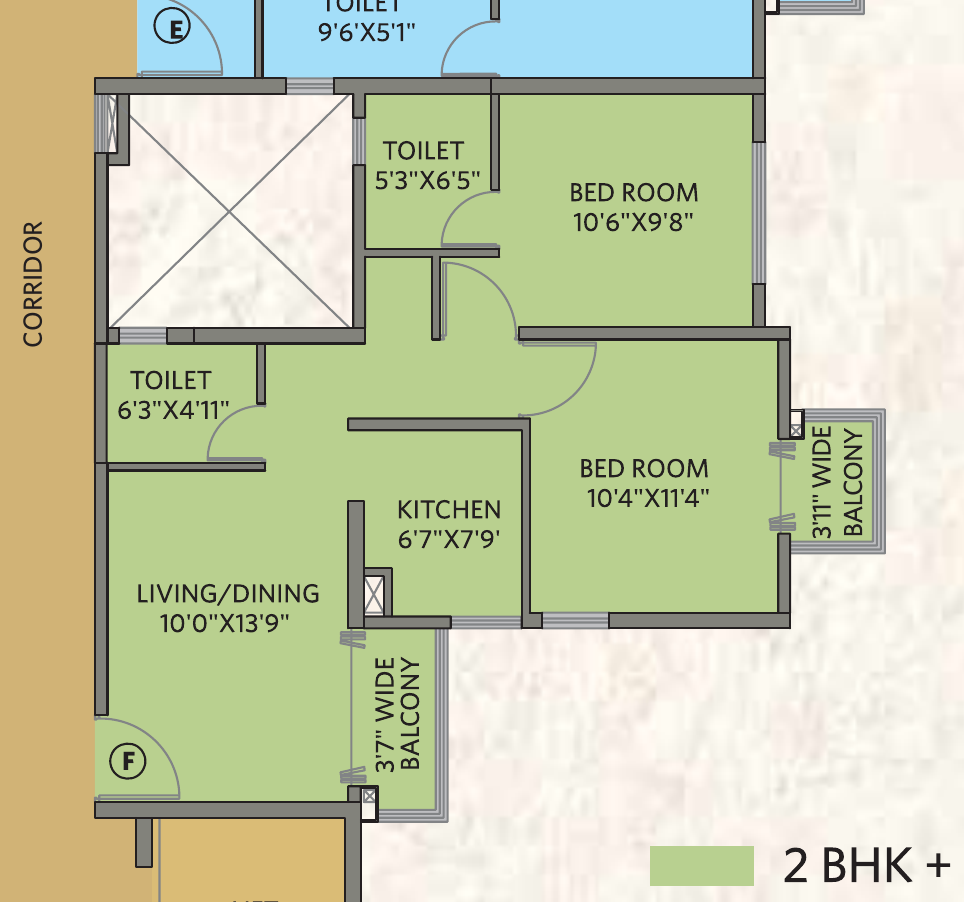 TOILET
9'6'X5'1"
E
TOILET
5'3"X6'5"
BED ROOM
10'6"X9'8"
CORRIDOR
TOILET
6'3"X4'11"
BED ROOM
10'4"X11'4"
3'11" WIDE
BALCONY
KITCHEN
6'7"X7'9'
LIVING/DINING
10'0"X13'9"
3'7" WIDE
BALCONY
F
2 BHK +